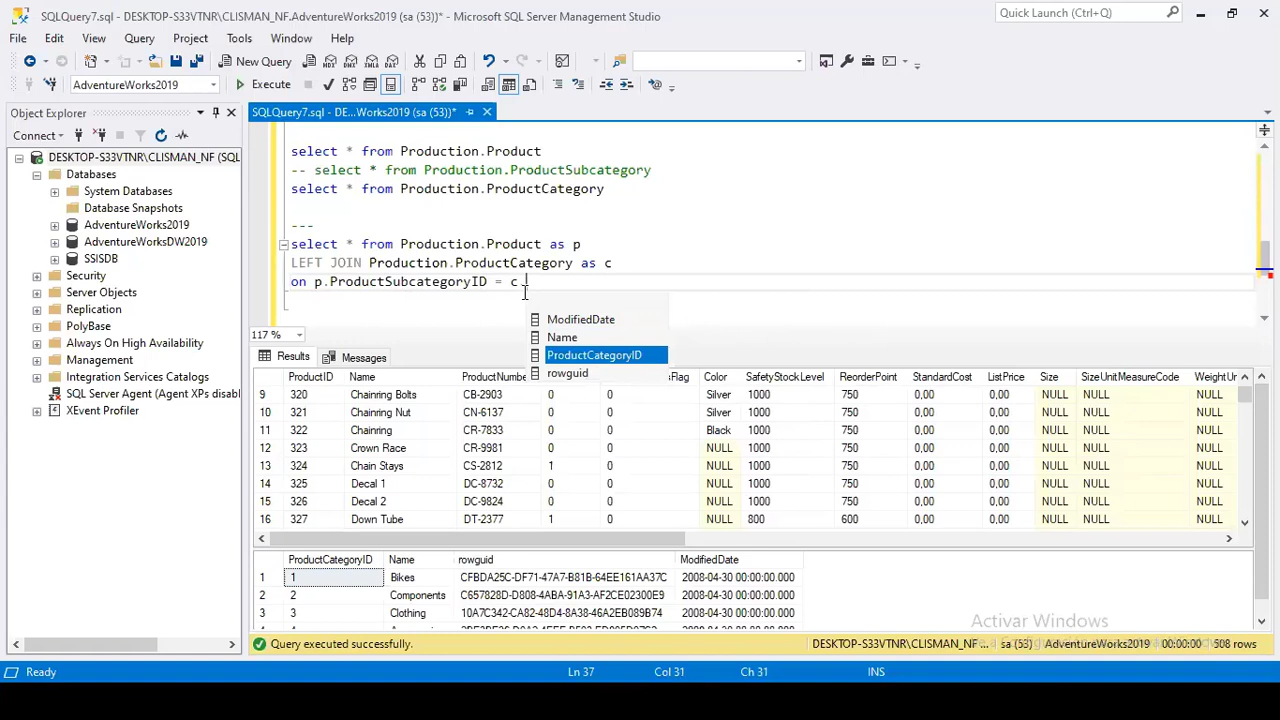 SQLQuery7.sql - DESKTOP-S33VTNR\CLISMAN_NF.AdventureWorks2019 (sa (53))* - Microsoft SQL Server Management Studio
Quick Launch (Ctrl+Q)
File Edit View Query Project Tools Window Help
New Query
AdventureWorks2019
Execute
Object Explorer
SQLQuery7.sql - DE...Works2019 (sa (53))*
Connect
DESKTOP-S33VTNR\CLISMAN_NF (SQL
Databases
System Databases
Database Snapshots
AdventureWorks2019
AdventureWorksDW2019
SSISDB
Security
Server Objects
Replication
PolyBase
Always On High Availability
Management
Integration Services Catalogs
SQL Server Agent (Agent XPs disabl
XEvent Profiler
select * from Production.Product
-- select * from Production.ProductSubcategory
select * from Production.ProductCategory
---
select * from Production.Product as p
LEFT JOIN Production.ProductCategory as c
on p.ProductSubcategoryID = c.
ModifiedDate
Name
ProductCategoryID
rowguid
117 %
Results Messages
ProductID Name ProductNumber sFlag Color SafetyStockLevel ReorderPoint StandardCost ListPrice Size SizeUnitMeasureCode WeightUr
9 320 Chainring Bolts CB-2903 0 0 Silver 1000 750 0,00 0,00 NULL NULL NULL
10 321 Chainring Nut CN-6137 0 0 Silver 1000 750 0,00 0,00 NULL NULL NULL
11 322 Chainring CR-7833 0 0 Black 1000 750 0,00 0,00 NULL NULL NULL
12 323 Crown Race CR-9981 0 0 NULL 1000 750 0,00 0,00 NULL NULL NULL
13 324 Chain Stays CS-2812 1 0 NULL 1000 750 0,00 0,00 NULL NULL NULL
14 325 Decal 1 DC-8732 0 0 NULL 1000 750 0,00 0,00 NULL NULL NULL
15 326 Decal 2 DC-9824 0 0 NULL 1000 750 0,00 0,00 NULL NULL NULL
16 327 Down Tube DT-2377 1 0 NULL 800 600 0,00 0,00 NULL NULL NULL
ProductCategoryID Name rowguid ModifiedDate
1 1 Bikes CFBDA25C-DF71-47A7-B81B-64EE161AA37C 2008-04-30 00:00:00.000
2 2 Components C657828D-D808-4ABA-91A3-AF2CE02300E9 2008-04-30 00:00:00.000
3 3 Clothing 10A7C342-CA82-48D4-8A38-46A2EB089B74 2008-04-30 00:00:00.000
Activar Windows
Query executed successfully.
DESKTOP-S33VTNR\CLISMAN_NF... sa (53) AdventureWorks2019 00:00:00 508 rows
Ready
Ln 37 Col 31 Ch 31 INS